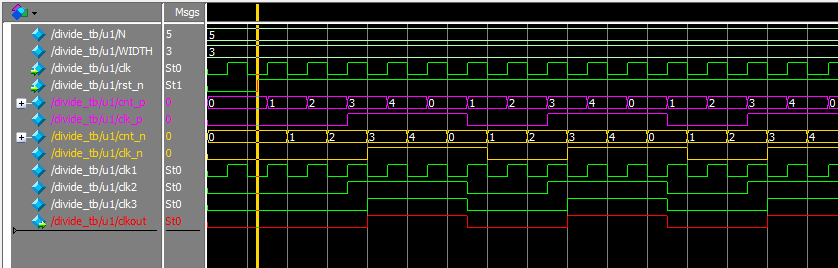 Msgs
/divide_tb/u1/N 5 5
/divide_tb/u1/WIDTH 3 3
/divide_tb/u1/clk St0
/divide_tb/u1/rst_n St1
/divide_tb/u1/cnt_p 0 0 1 2 3 4 0 1 2 3 4 0 1 2 3 4 0
/divide_tb/u1/clk_p 0
/divide_tb/u1/cnt_n 0 0 1 2 3 4 0 1 2 3 4 0 1 2 3 4
/divide_tb/u1/clk_n 0
/divide_tb/u1/clk1 St0
/divide_tb/u1/clk2 St0
/divide_tb/u1/clk3 St0
/divide_tb/u1/clkout St0